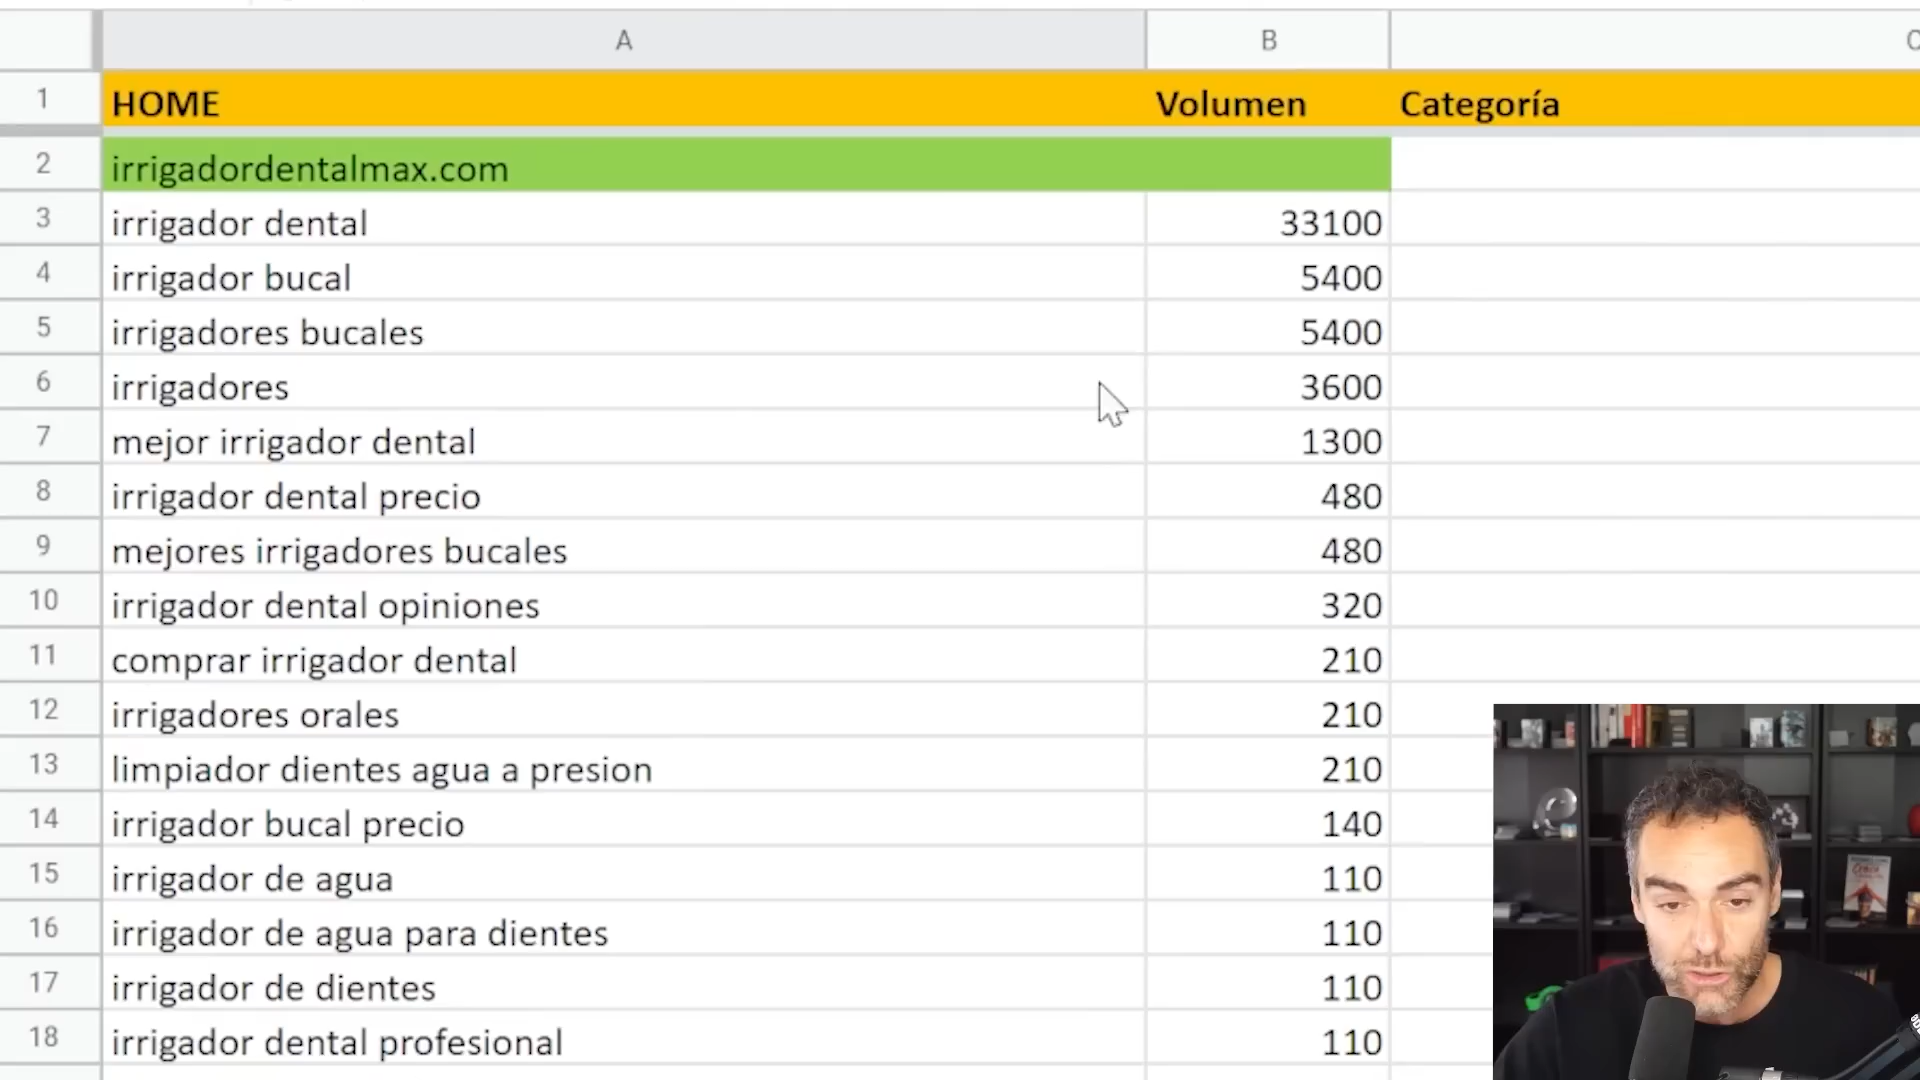 A B C
1 HOME Volumen Categoría
2 irrigadordentalmax.com
3 irrigador dental 33100
4 irrigador bucal 5400
5 irrigadores bucales 5400
6 irrigadores 3600
7 mejor irrigador dental 1300
8 irrigador dental precio 480
9 mejores irrigadores bucales 480
10 irrigador dental opiniones 320
11 comprar irrigador dental 210
12 irrigadores orales 210
13 limpiador dientes agua a presion 210
14 irrigador bucal precio 140
15 irrigador de agua 110
16 irrigador de agua para dientes 110
17 irrigador de dientes 110
18 irrigador dental profesional 110